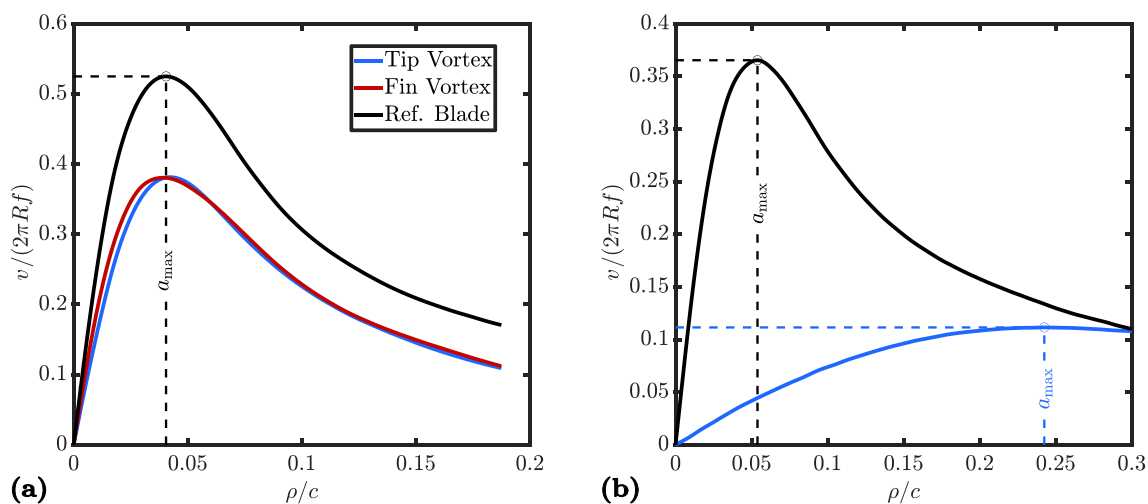 0.6
0.5
0.4
0.3
0.2
0.1
0
v/(2πRf)
Tip Vortex
Fin Vortex
Ref. Blade
a_max
0 0.05 0.1 0.15 0.2
ρ/c
(a)
0.4
0.35
0.3
0.25
0.2
0.15
0.1
0.05
0
v/(2πRf)
a_max
a_max
0 0.05 0.1 0.15 0.2 0.25 0.3
ρ/c
(b)